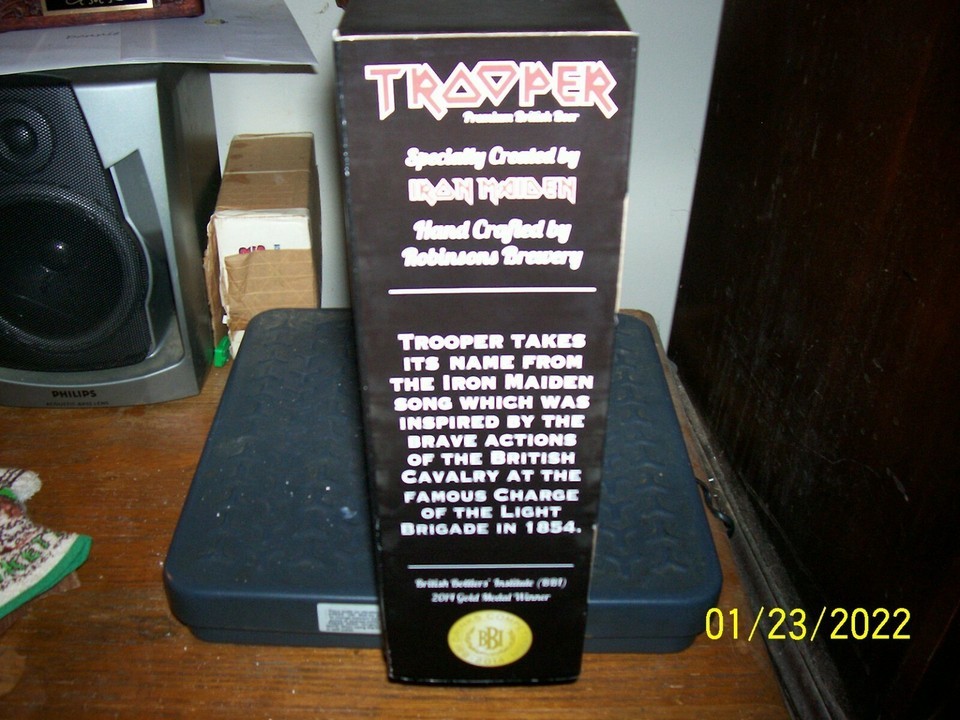 TROOPER
Premium British Beer
Specially Created by
IRON MAIDEN
Hand Crafted by
Robinsons Brewery
TROOPER TAKES
ITS NAME FROM
THE IRON MAIDEN
SONG WHICH WAS
INSPIRED BY THE
BRAVE ACTIONS
OF THE BRITISH
CAVALRY AT THE
FAMOUS CHARGE
OF THE LIGHT
BRIGADE IN 1854.
British Bottlers' Institute (BBI)
Gold Medal Winner
BBI
PHILIPS
01/23/2022